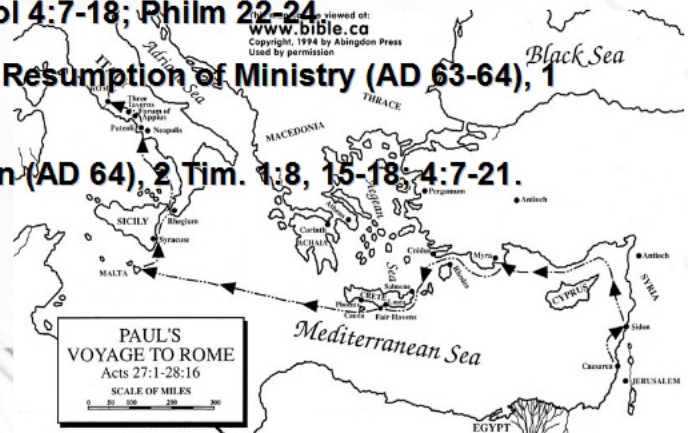 ol 4:7-18; Philm 22-24.
viewed at:
www.bible.ca
Copyright, 1994 by Abingdon Press
Used by permission
Resumption of Ministry (AD 63-64), 1
n (AD 64), 2 Tim. 1:8, 15-18; 4:7-21.
Black Sea
Adriatic Sea
THRACE
MACEDONIA
Three
Taverns
Forum of
Appius
Puteoli
Neapolis
Pergamum
Antioch
Aegean
Sea
Athens
Corinth
ACHAIA
SICILY
Rhegium
Syracuse
MALTA
Cnidus
Myra
Rhodes
Antioch
SYRIA
CYPRUS
Salmone
CRETE
Lasea
Phoenix
Cauda
Fair Havens
Sidon
Caesarea
JERUSALEM
Mediterranean Sea
EGYPT
PAUL'S
VOYAGE TO ROME
Acts 27:1-28:16
SCALE OF MILES
0 50 100 200 300